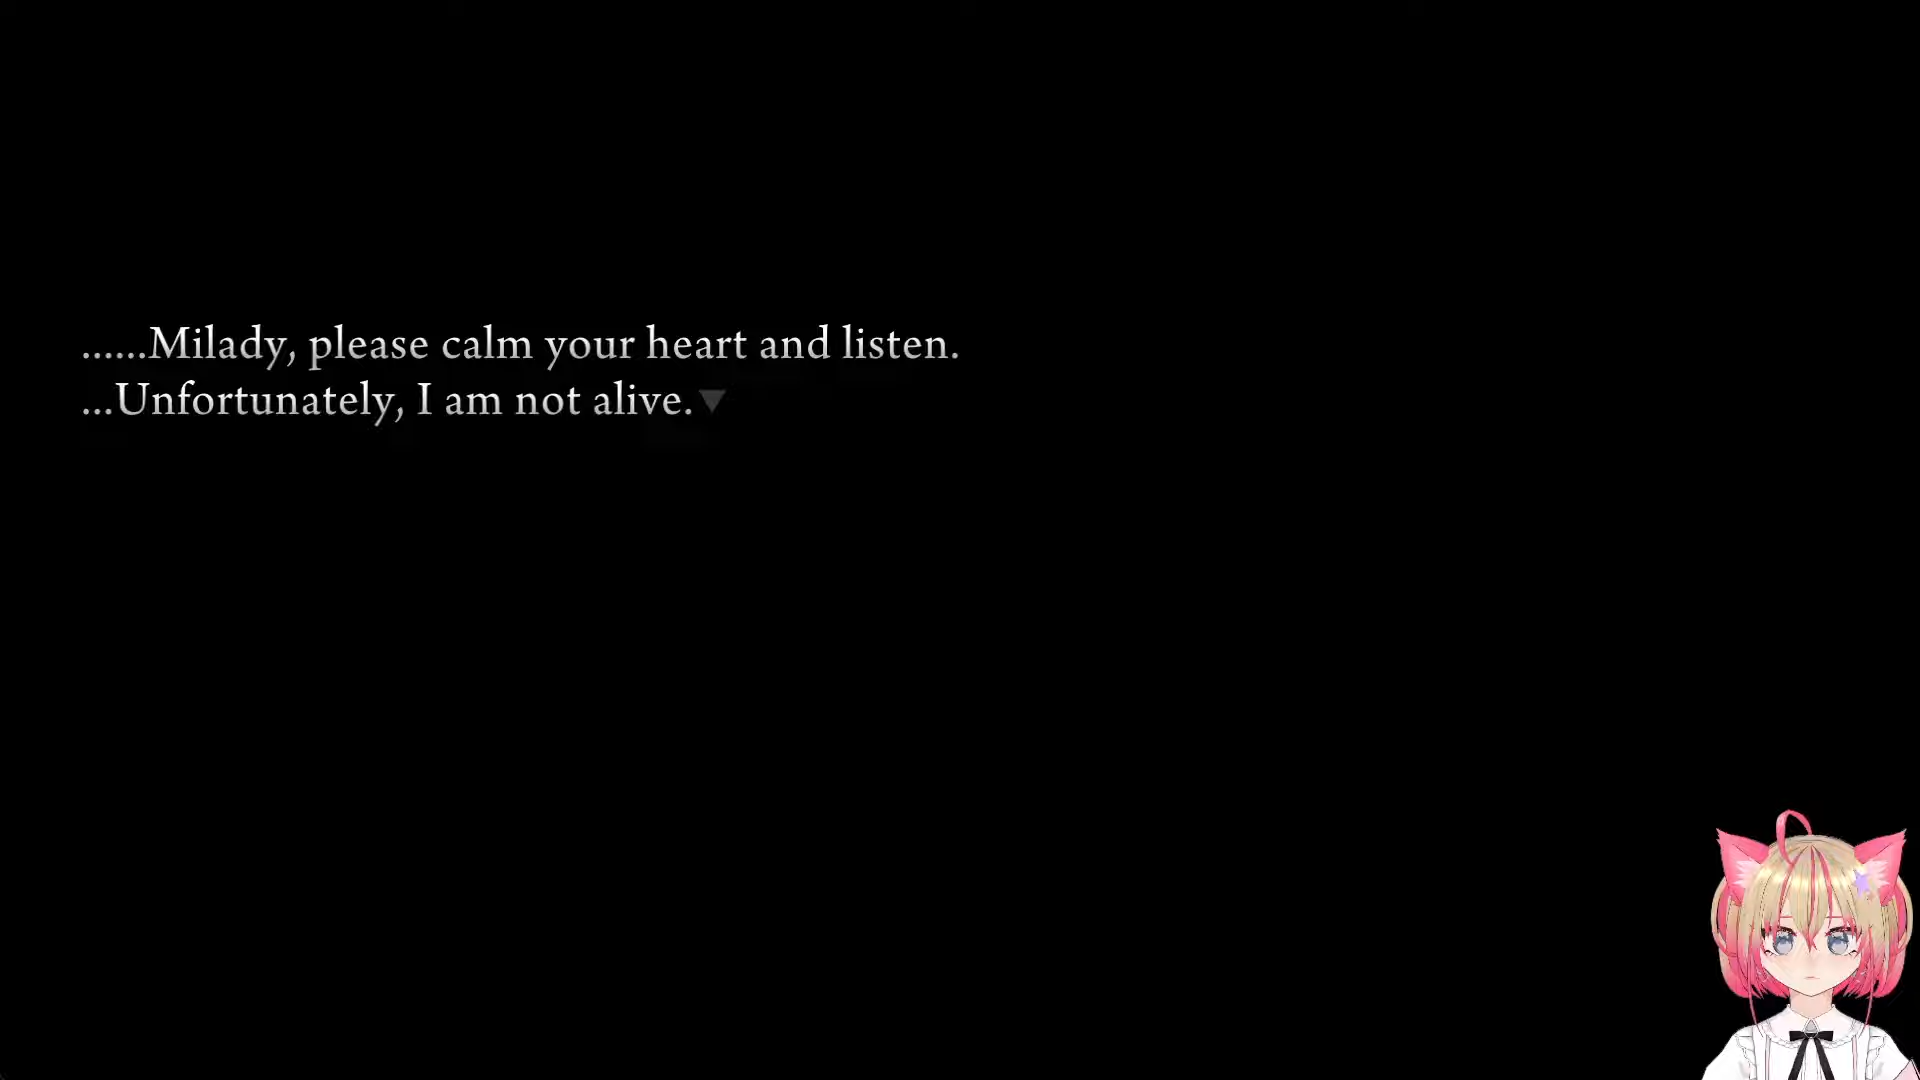 ......Milady, please calm your heart and listen.
...Unfortunately, I am not alive.